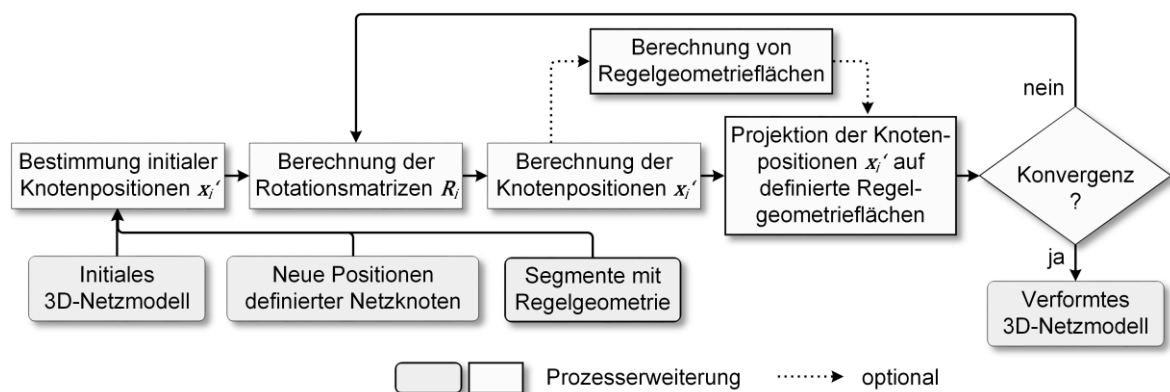 Berechnung von
Regelgeometrieflächen
nein
Bestimmung initialer
Knotenpositionen xᵢ‘
Berechnung der
Rotationsmatrizen Rᵢ
Berechnung der
Knotenpositionen xᵢ‘
Projektion der Knoten-
positionen xᵢ‘ auf
definierte Regel-
geometrieflächen
Konvergenz
?
ja
Initiales
3D-Netzmodell
Neue Positionen
definierter Netzknoten
Segmente mit
Regelgeometrie
Verformtes
3D-Netzmodell
Prozesserweiterung
optional